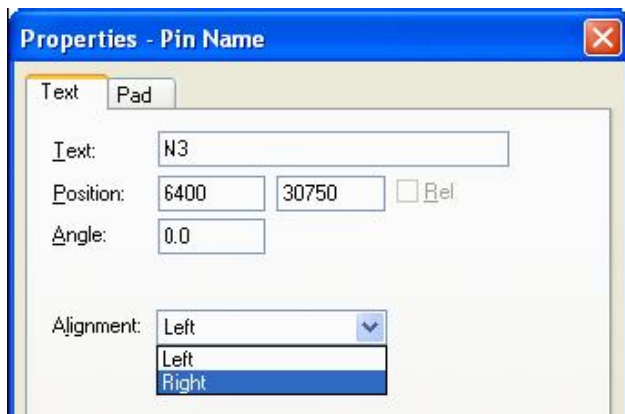 Properties - Pin Name
Text Pad
Text: N3
Position: 6400 30750 Rel
Angle: 0.0
Alignment: Left
Left
Right